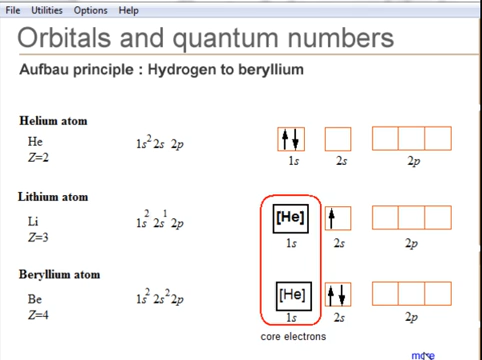 File Utilities Options Help
Orbitals and quantum numbers
Aufbau principle : Hydrogen to beryllium
Helium atom
He 1s² 2s 2p
Z=2
1s 2s 2p
Lithium atom
Li 1s² 2s¹ 2p [He]
Z=3
1s 2s 2p
Beryllium atom
Be 1s² 2s² 2p [He]
Z=4
1s 2s 2p
core electrons
more